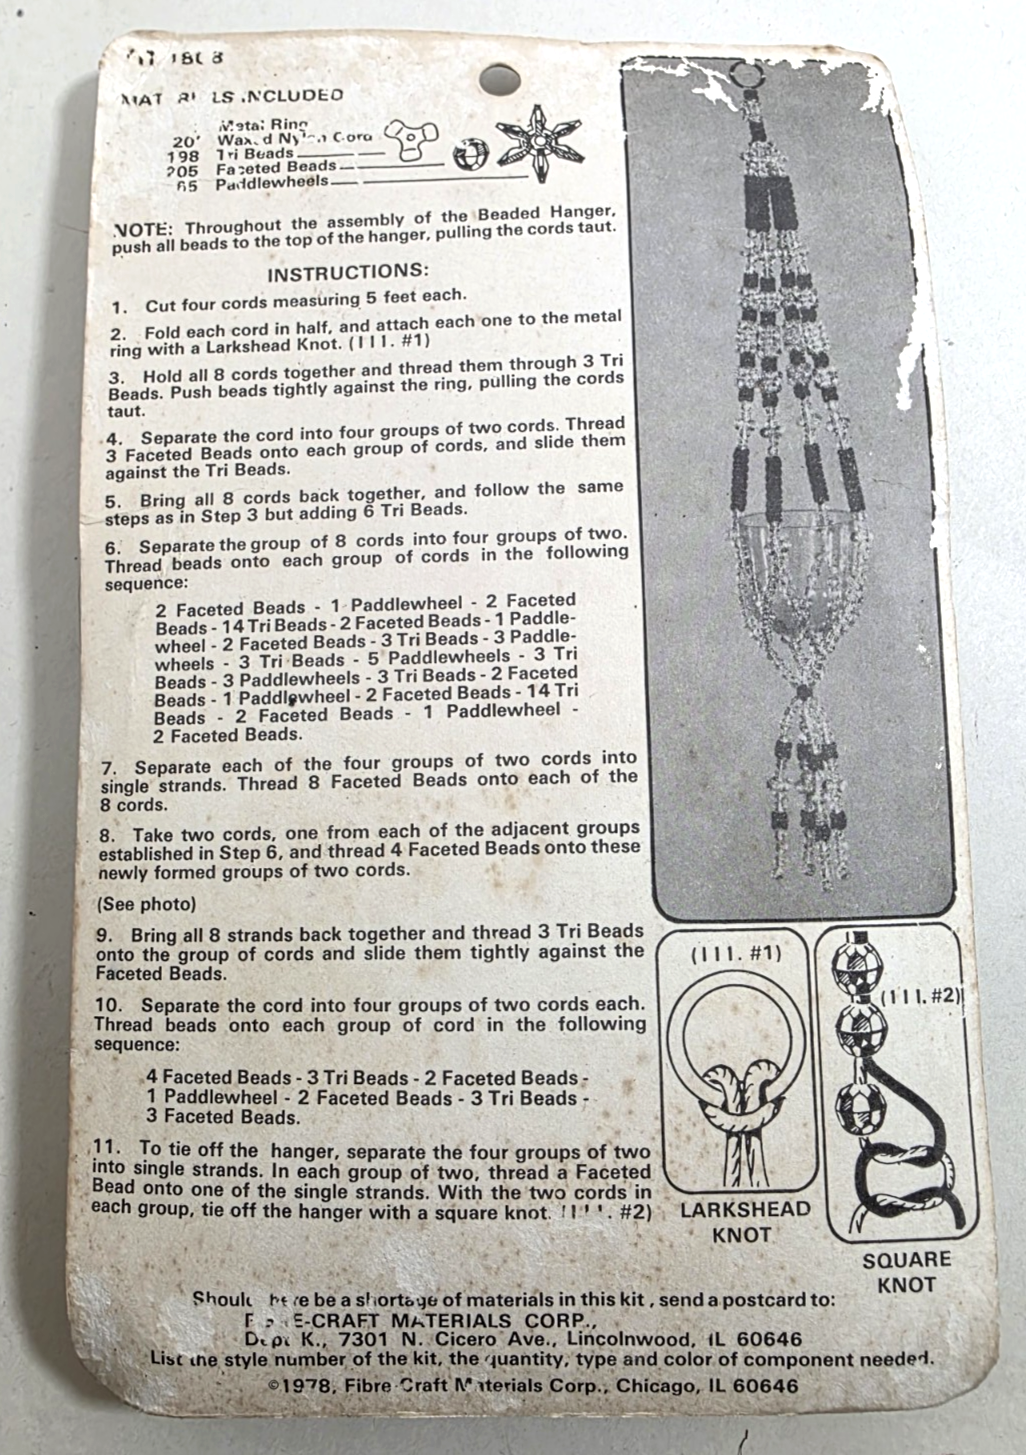 MATERIALS INCLUDED
Metal Ring
20' Waxed Nylon Cord
198 Tri Beads
205 Faceted Beads
65 Paddlewheels
NOTE: Throughout the assembly of the Beaded Hanger,
push all beads to the top of the hanger, pulling the cords taut.
INSTRUCTIONS:
1. Cut four cords measuring 5 feet each.
2. Fold each cord in half, and attach each one to the metal
ring with a Larkshead Knot. (Ill. #1)
3. Hold all 8 cords together and thread them through 3 Tri
Beads. Push beads tightly against the ring, pulling the cords
taut.
4. Separate the cord into four groups of two cords. Thread
3 Faceted Beads onto each group of cords, and slide them
against the Tri Beads.
5. Bring all 8 cords back together, and follow the same
steps as in Step 3 but adding 6 Tri Beads.
6. Separate the group of 8 cords into four groups of two.
Thread beads onto each group of cords in the following
sequence:
2 Faceted Beads - 1 Paddlewheel - 2 Faceted
Beads - 14 Tri Beads - 2 Faceted Beads - 1 Paddle-
wheel - 2 Faceted Beads - 3 Tri Beads - 3 Paddle-
wheels - 3 Tri Beads - 5 Paddlewheels - 3 Tri
Beads - 3 Paddlewheels - 3 Tri Beads - 2 Faceted
Beads - 1 Paddlewheel - 2 Faceted Beads - 14 Tri
Beads - 2 Faceted Beads - 1 Paddlewheel -
2 Faceted Beads.
7. Separate each of the four groups of two cords into
single strands. Thread 8 Faceted Beads onto each of the
8 cords.
8. Take two cords, one from each of the adjacent groups
established in Step 6, and thread 4 Faceted Beads onto these
newly formed groups of two cords.
(See photo)
9. Bring all 8 strands back together and thread 3 Tri Beads
onto the group of cords and slide them tightly against the
Faceted Beads.
10. Separate the cord into four groups of two cords each.
Thread beads onto each group of cord in the following
sequence:
4 Faceted Beads - 3 Tri Beads - 2 Faceted Beads -
1 Paddlewheel - 2 Faceted Beads - 3 Tri Beads -
3 Faceted Beads.
11. To tie off the hanger, separate the four groups of two
into single strands. In each group of two, thread a Faceted
Bead onto one of the single strands. With the two cords in
each group, tie off the hanger with a square knot. (Ill. #2)
(Ill. #1)
LARKSHEAD
KNOT
(Ill. #2)
SQUARE
KNOT
Should there be a shortage of materials in this kit, send a postcard to:
FIBRE-CRAFT MATERIALS CORP.,
Dept K., 7301 N. Cicero Ave., Lincolnwood, IL 60646
List the style number of the kit, the quantity, type and color of component needed.
©1978, Fibre-Craft Materials Corp., Chicago, IL 60646